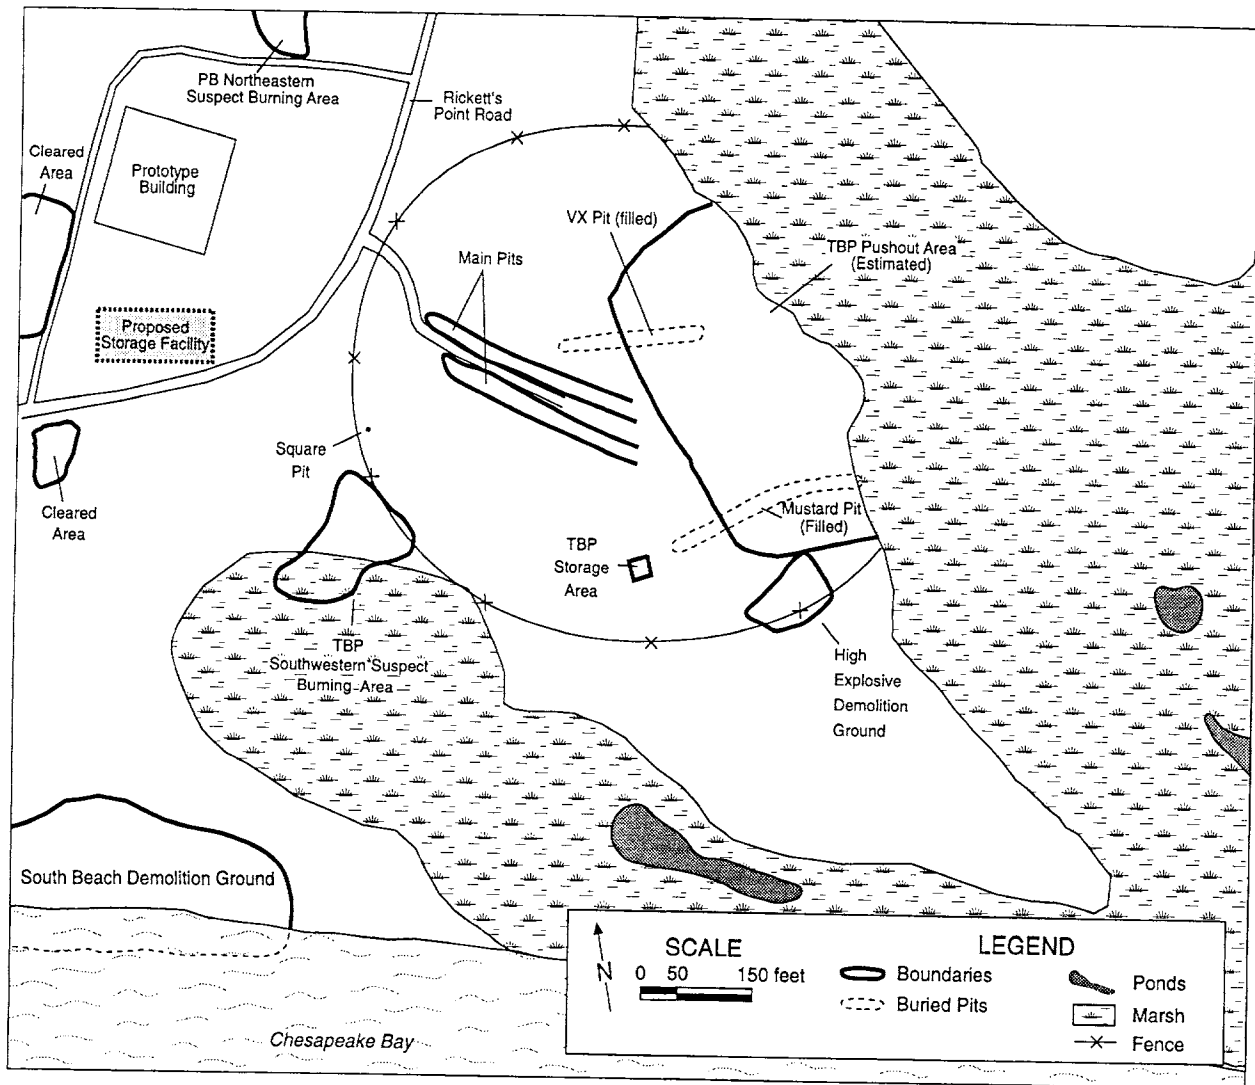 PB Northeastern
Suspect Burning Area
Rickett's
Point Road
Cleared
Area
Prototype
Building
VX Pit (filled)
TBP Pushout Area
(Estimated)
Main Pits
Proposed
Storage Facility
Square
Pit
Cleared
Area
Mustard Pit
(Filled)
TBP
Storage
Area
TBP
Southwestern Suspect
Burning Area
High
Explosive
Demolition
Ground
South Beach Demolition Ground
Chesapeake Bay
N
SCALE
0 50 150 feet
LEGEND
Boundaries
Buried Pits
Ponds
Marsh
Fence